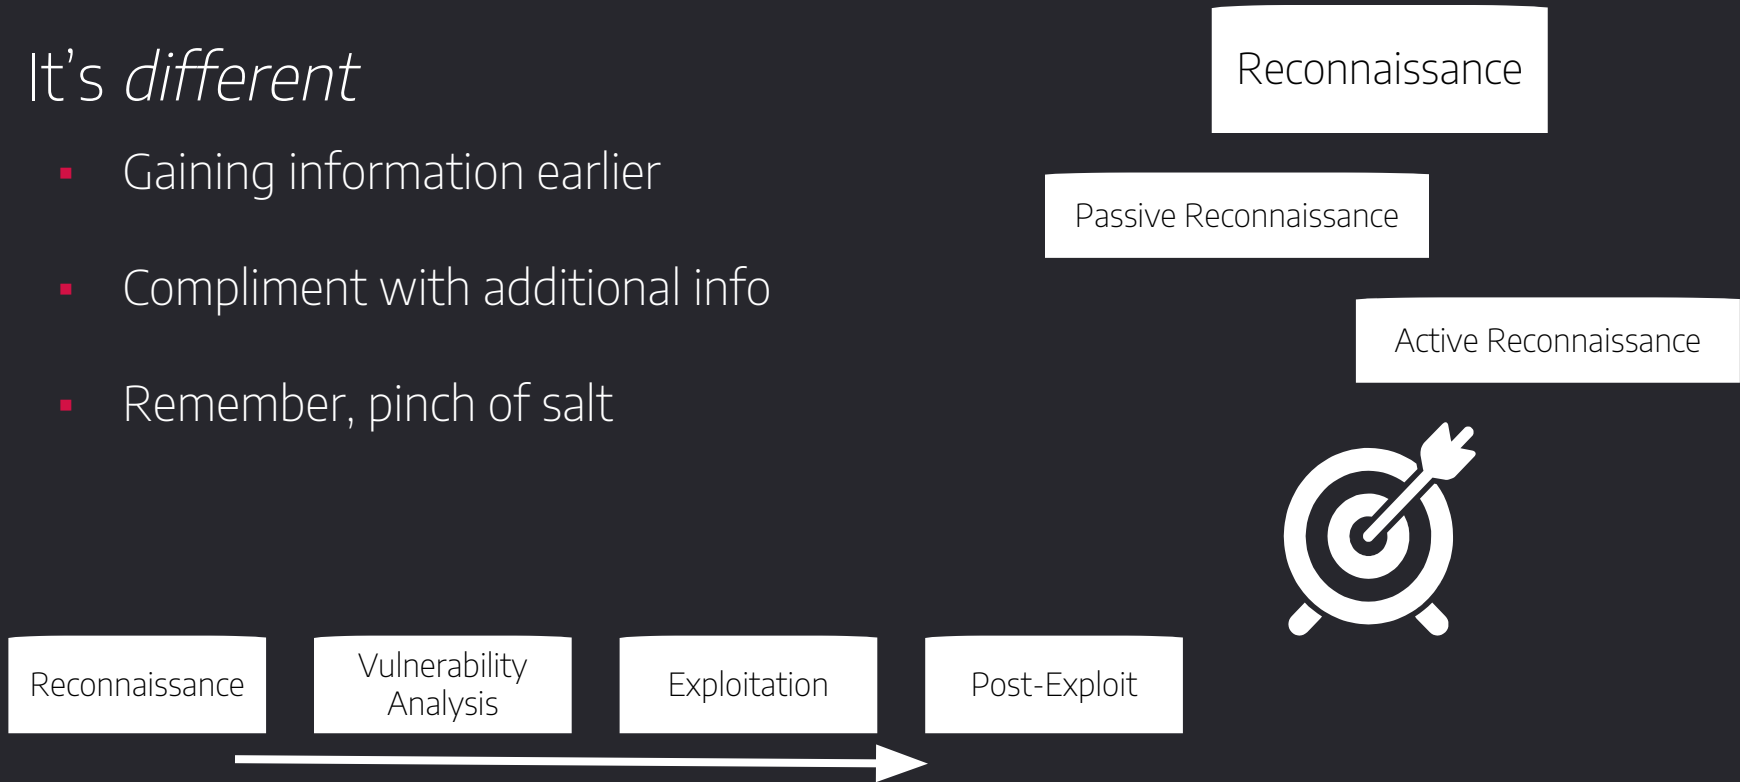 It’s different
Gaining information earlier
Compliment with additional info
Remember, pinch of salt
Reconnaissance
Passive Reconnaissance
Active Reconnaissance
Reconnaissance
Vulnerability
Analysis
Exploitation
Post-Exploit